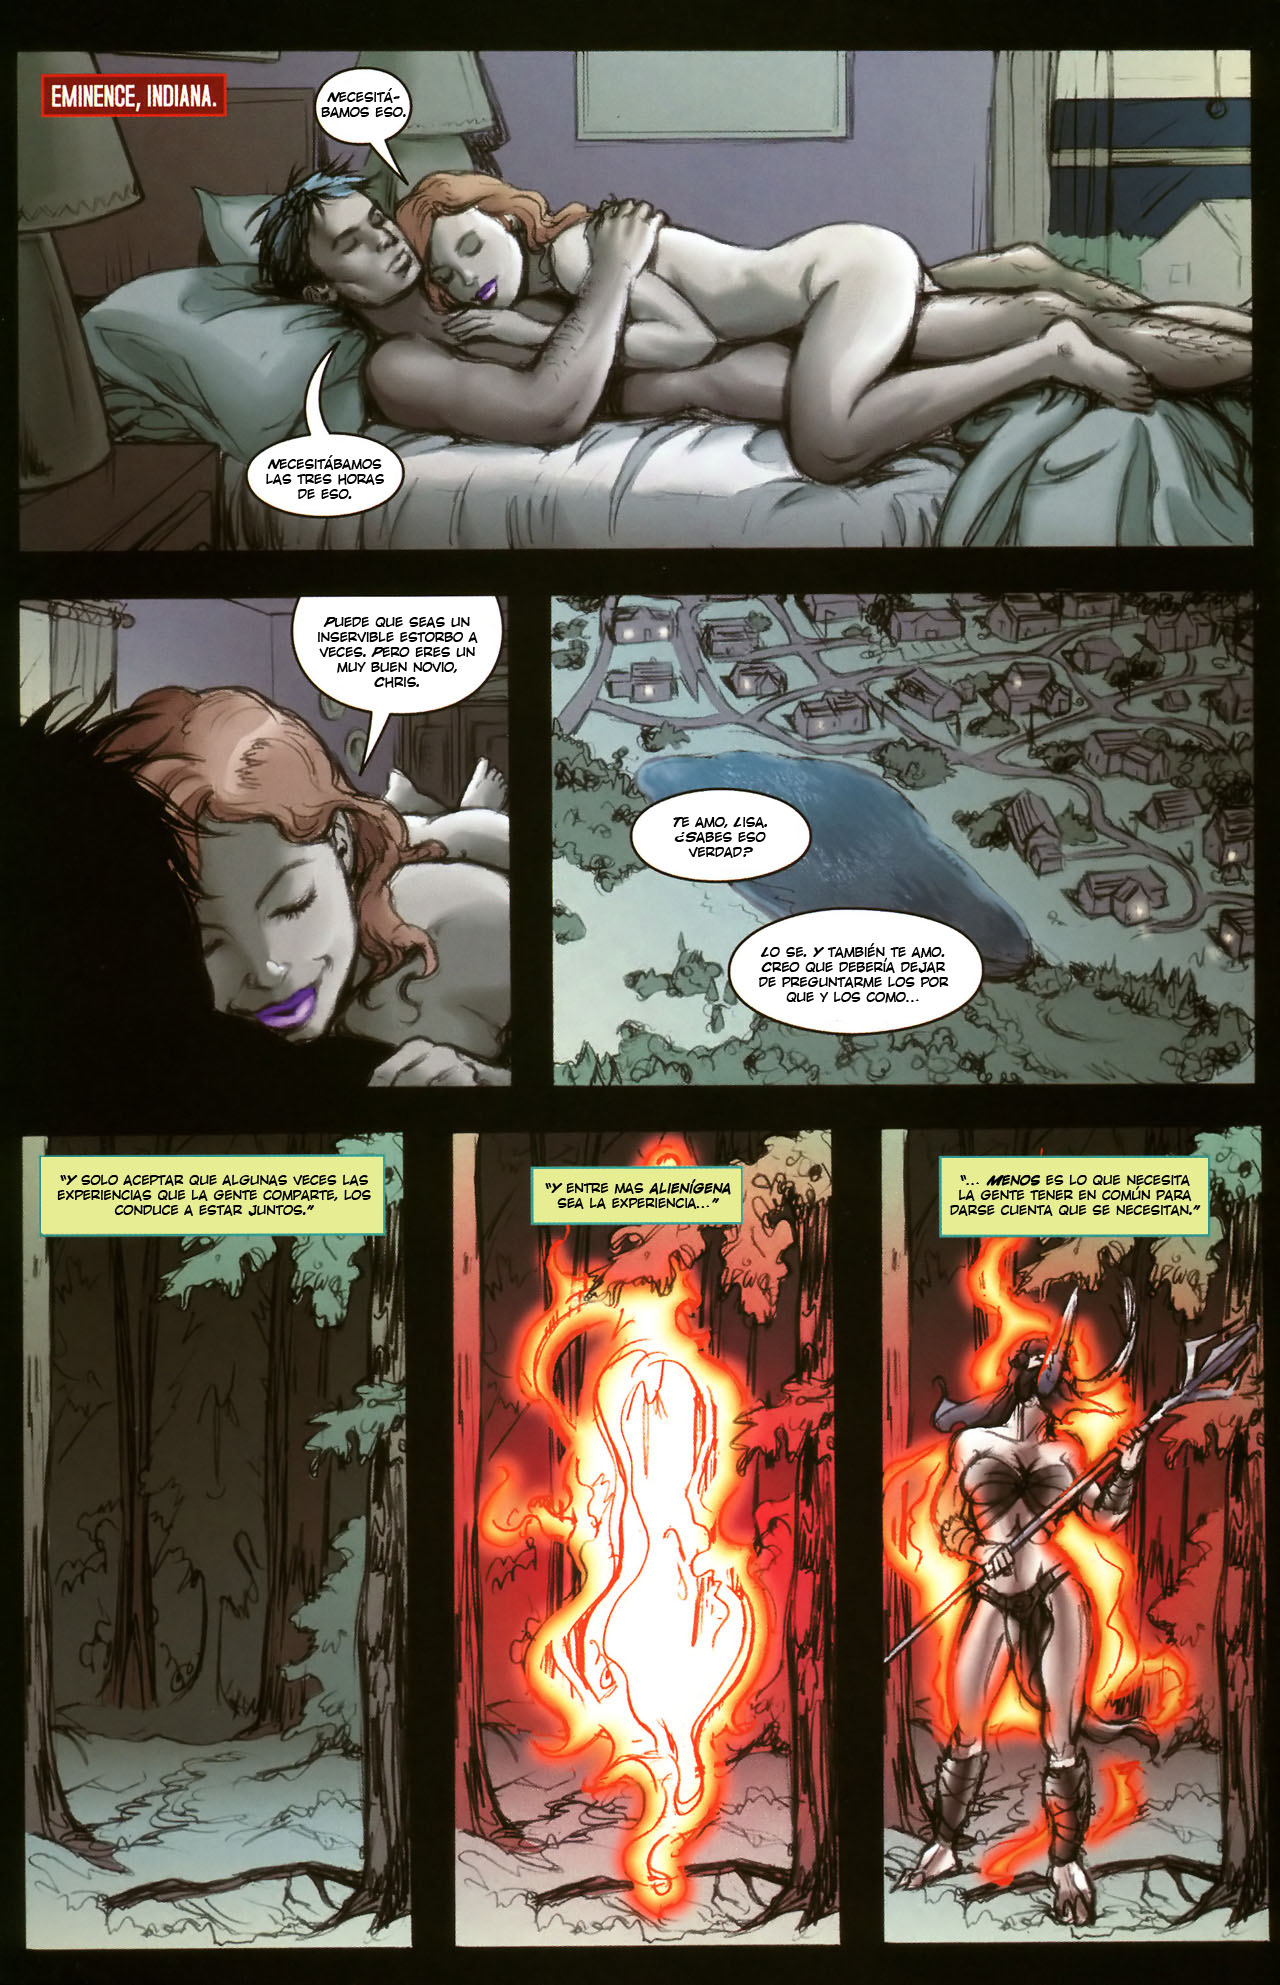 EMINENCE, INDIANA.
NECESITÁ-
BAMOS ESO.
NECESITÁBAMOS
LAS TRES HORAS
DE ESO.
PUEDE QUE SEAS UN
INSERVIBLE ESTORBO A
VECES. PERO ERES UN
MUY BUEN NOVIO,
CHRIS.
TE AMO, LISA.
¿SABES ESO
VERDAD?
LO SE. Y TAMBIÉN TE AMO.
CREO QUE DEBERÍA DEJAR
DE PREGUNTARME LOS POR
QUE Y LOS COMO...
"Y SOLO ACEPTAR QUE ALGUNAS VECES LAS
EXPERIENCIAS QUE LA GENTE COMPARTE, LOS
CONDUCE A ESTAR JUNTOS."
"Y ENTRE MAS ALIENÍGENA
SEA LA EXPERIENCIA..."
"... MENOS ES LO QUE NECESITA
LA GENTE TENER EN COMÚN PARA
DARSE CUENTA QUE SE NECESITAN."